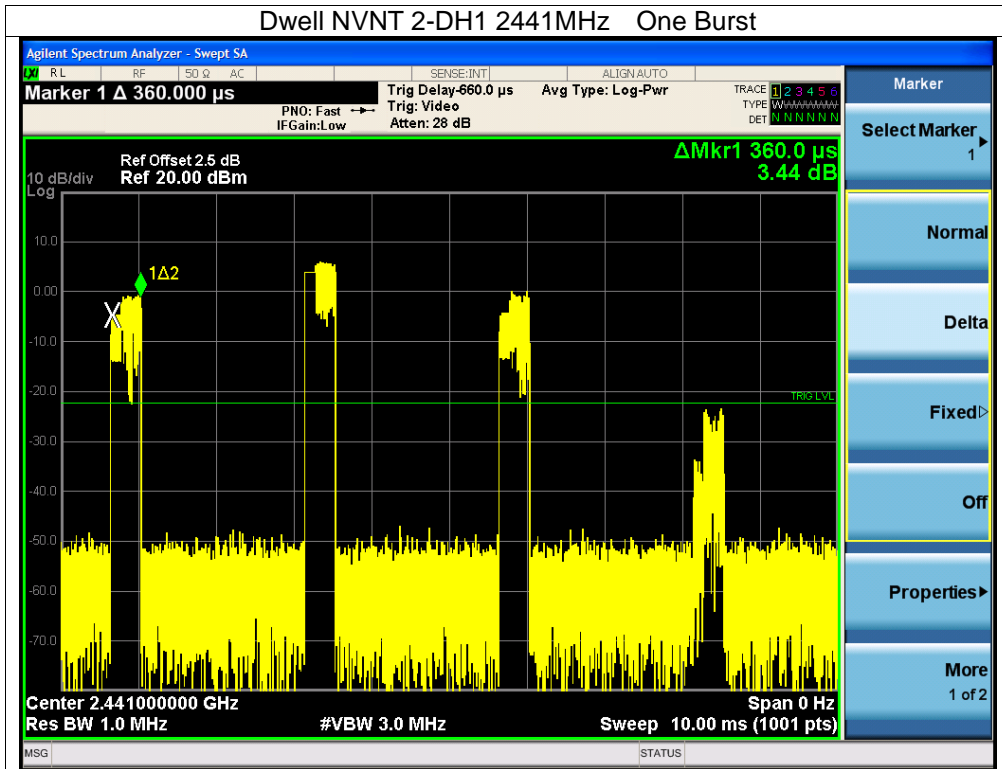 Dwell NVNT 2-DH1 2441MHz One Burst
Agilent Spectrum Analyzer - Swept SA
LXI RL RF 50 Ω AC SENSE:INT ALIGN AUTO
Marker 1 Δ 360.000 µs
PNO: Fast
IFGain:Low
Trig Delay-660.0 µs
Trig: Video
Atten: 28 dB
Avg Type: Log-Pwr
TRACE 1 2 3 4 5 6
TYPE WWWWWW
DET N N N N N N
ΔMkr1 360.0 µs
3.44 dB
Ref Offset 2.5 dB
10 dB/div Ref 20.00 dBm
Log
10.0
0.00
-10.0
-20.0
-30.0
-40.0
-50.0
-60.0
-70.0
1Δ2
TRIG LVL
Center 2.441000000 GHz Span 0 Hz
Res BW 1.0 MHz #VBW 3.0 MHz Sweep 10.00 ms (1001 pts)
MSG STATUS
Marker
Select Marker
1
Normal
Delta
Fixed
Off
Properties
More
1 of 2